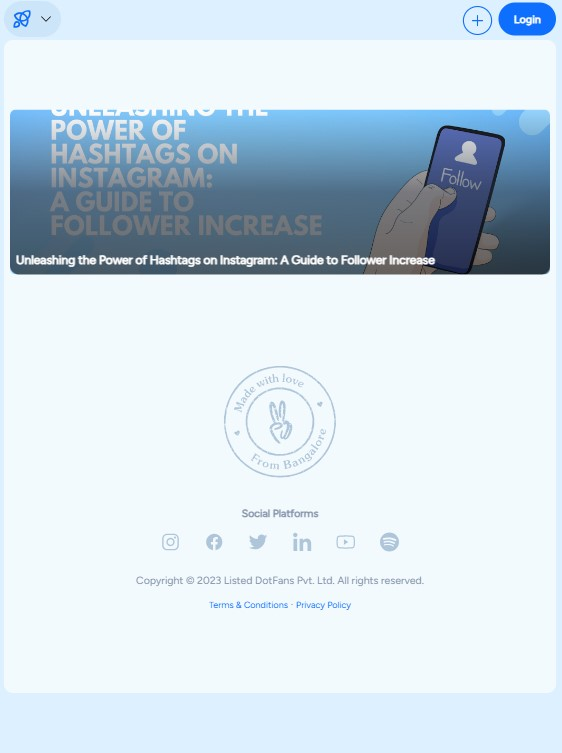 Login
UNLEASHING THE
POWER OF
HASHTAGS ON
INSTAGRAM:
A GUIDE TO
FOLLOWER INCREASE
Follow
Unleashing the Power of Hashtags on Instagram: A Guide to Follower Increase
Made with love
From Bangalore
Social Platforms
Copyright © 2023 Listed DotFans Pvt. Ltd. All rights reserved.
Terms & Conditions · Privacy Policy